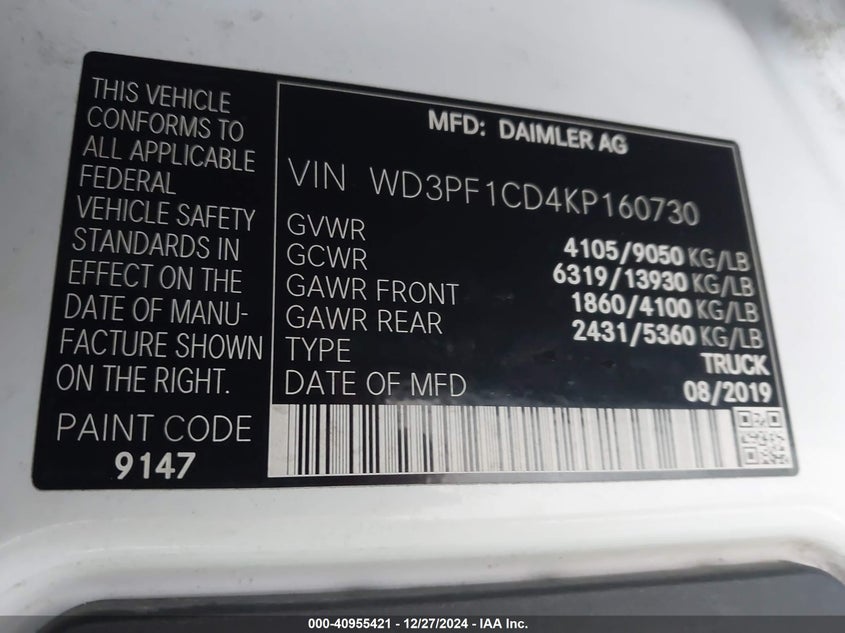 THIS VEHICLE
CONFORMS TO
ALL APPLICABLE
FEDERAL
VEHICLE SAFETY
STANDARDS IN
EFFECT ON THE
DATE OF MANU-
FACTURE SHOWN
ON THE RIGHT.
PAINT CODE
9147
MFD: DAIMLER AG
VIN WD3PF1CD4KP160730
GVWR 4105/9050 KG/LB
GCWR 6319/13930 KG/LB
GAWR FRONT 1860/4100 KG/LB
GAWR REAR 2431/5360 KG/LB
TYPE TRUCK
DATE OF MFD 08/2019
000-40955421 - 12/27/2024 - IAA Inc.